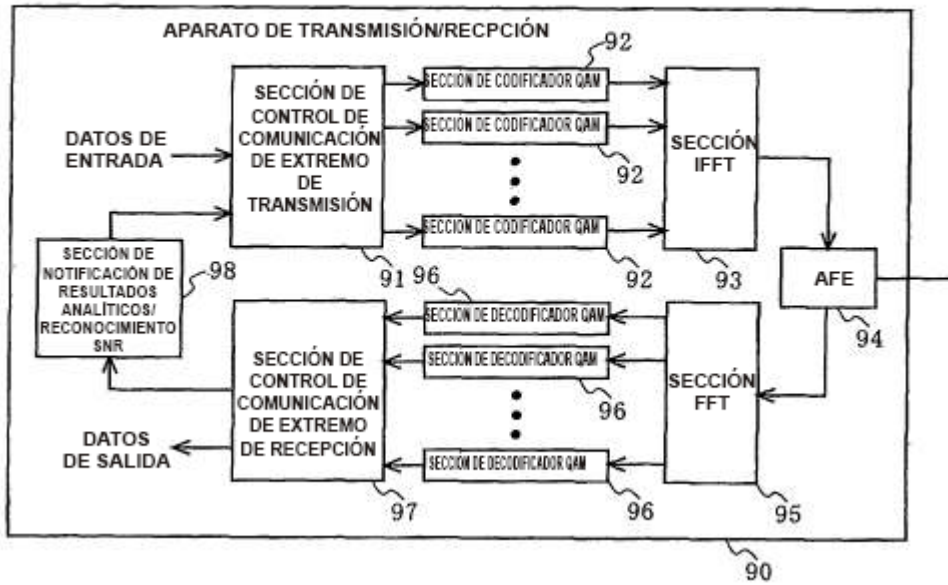 APARATO DE TRANSMISIÓN/RECPCIÓN
92
SECCIÓN DE CODIFICADOR QAM
SECCIÓN DE
CONTROL DE
COMUNICACIÓN
DE EXTREMO
DE
TRANSMISIÓN
SECCIÓN DE CODIFICADOR QAM
92
DATOS DE
ENTRADA
SECCIÓN
IFFT
SECCIÓN DE CODIFICADOR QAM
91
92
93
SECCIÓN DE
NOTIFICACIÓN DE
RESULTADOS
ANALÍTICOS/
RECONOCIMIENTO
SNR
98
AFE
94
96
SECCIÓN DE DECODIFICADOR QAM
SECCIÓN DE
CONTROL DE
COMUNICACIÓN
DE EXTREMO
DE RECEPCIÓN
SECCIÓN DE DECODIFICADOR QAM
96
SECCIÓN
FFT
DATOS
DE SALIDA
SECCIÓN DE DECODIFICADOR QAM
97
96
95
90